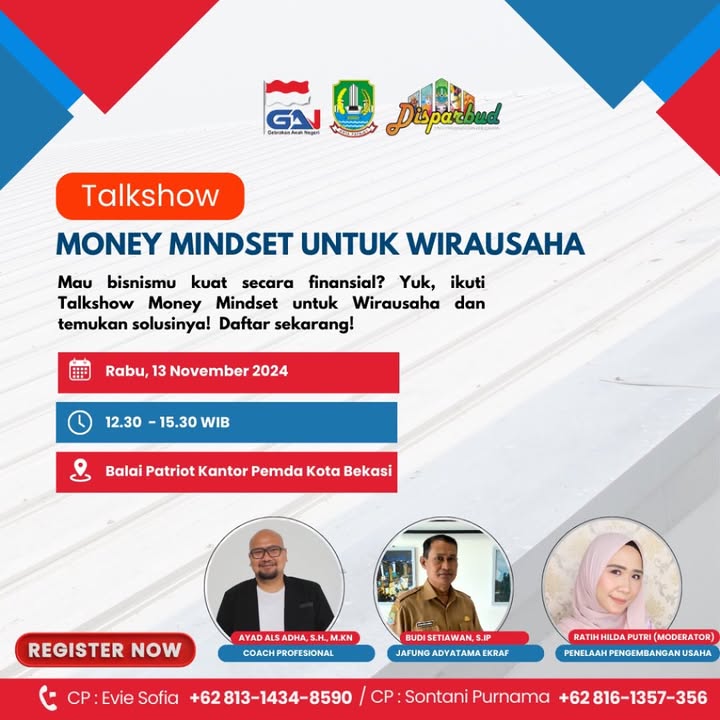 GAN
Gebrakan Anak Negeri
Disparbud
Talkshow
MONEY MINDSET UNTUK WIRAUSAHA
Mau bisnismu kuat secara finansial? Yuk, ikuti
Talkshow Money Mindset untuk Wirausaha dan
temukan solusinya! Daftar sekarang!
Rabu, 13 November 2024
12.30 - 15.30 WIB
Balai Patriot Kantor Pemda Kota Bekasi
AYAD ALS ADHA, S.H., M.KN
COACH PROFESIONAL
BUDI SETIAWAN, S.IP
JAFUNG ADYATAMA EKRAF
RATIH HILDA PUTRI (MODERATOR)
PENELAAH PENGEMBANGAN USAHA
REGISTER NOW
CP : Evie Sofia +62 813-1434-8590 / CP : Sontani Purnama +62 816-1357-356